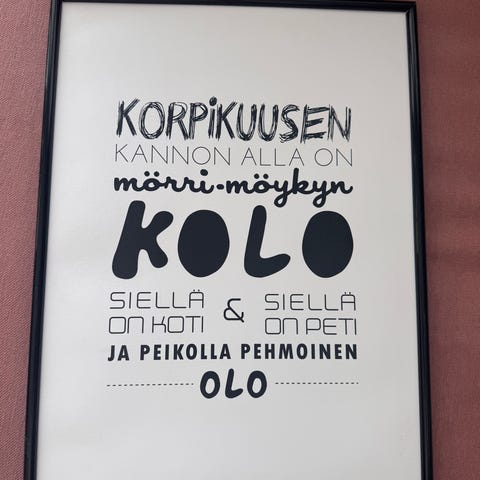 KORPiKUUSEN
KANNON ALLA ON
mörri-möykyn
KOLO
SIELLÄ ON KOTI & SIELLÄ ON PETI
JA PEIKOLLA PEHMOINEN
OLO